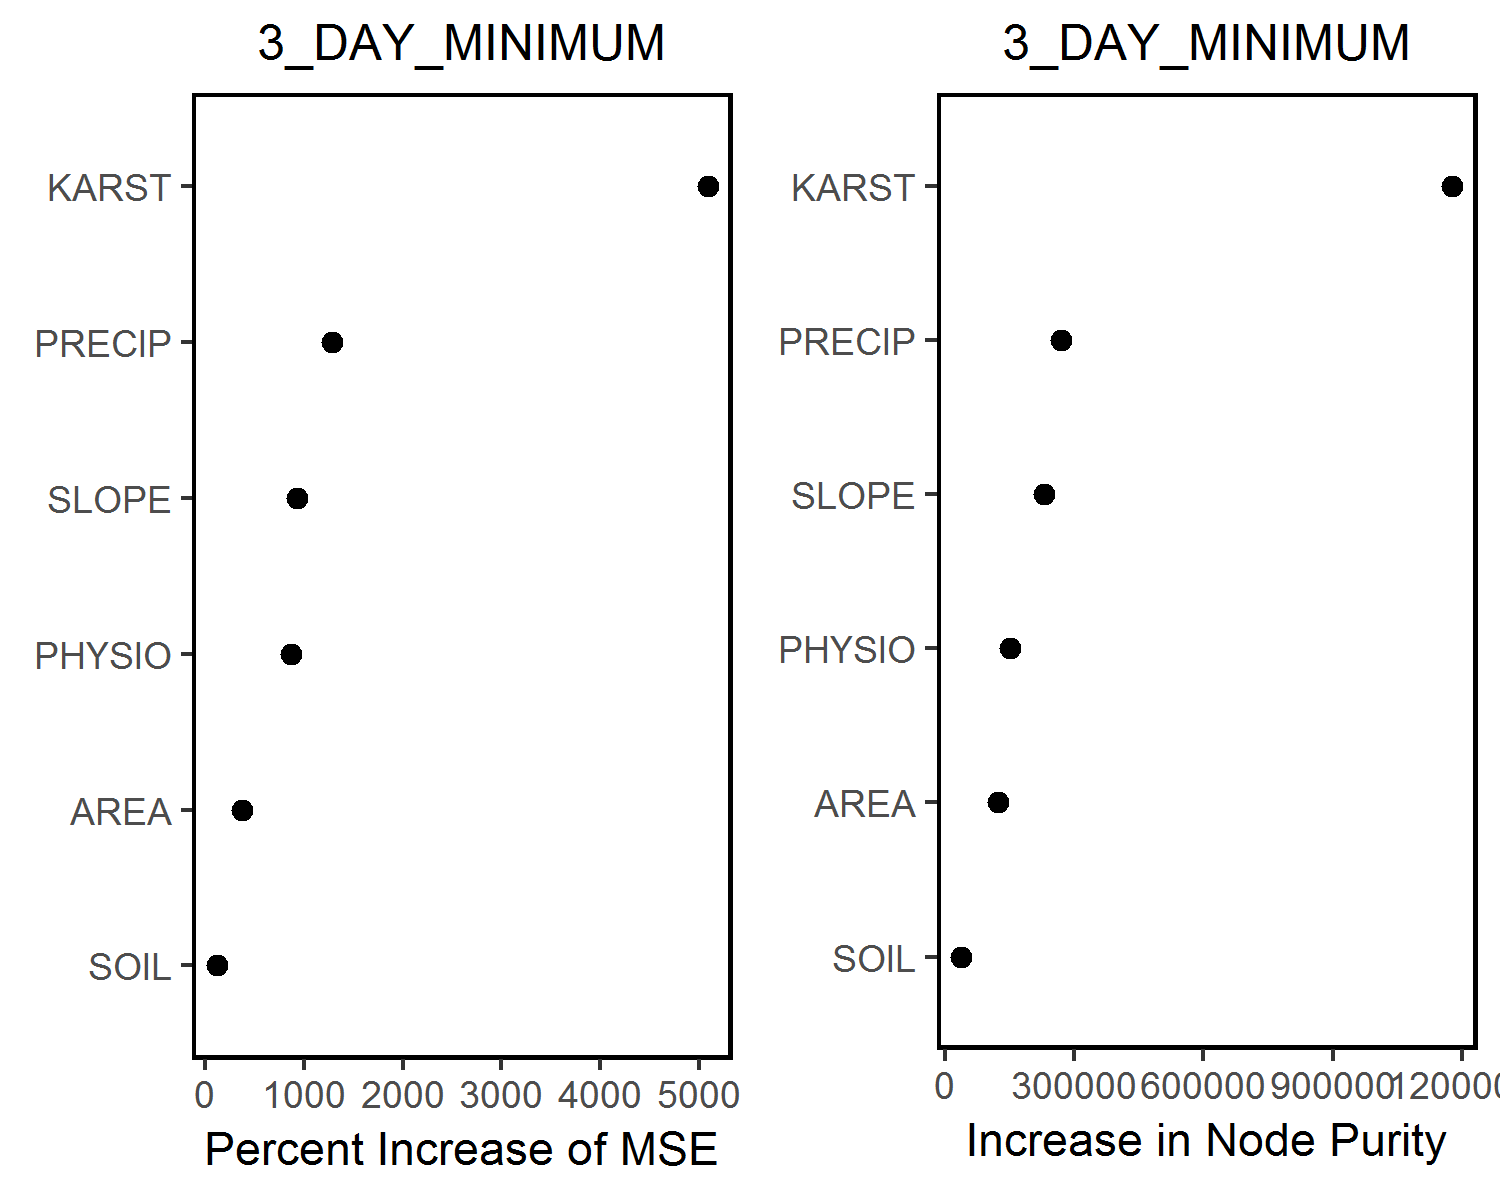 3_DAY_MINIMUM
KARST
PRECIP
SLOPE
PHYSIO
AREA
SOIL
0 1000 2000 3000 4000 5000
Percent Increase of MSE
3_DAY_MINIMUM
KARST
PRECIP
SLOPE
PHYSIO
AREA
SOIL
0 300000 600000 900000
Increase in Node Purity